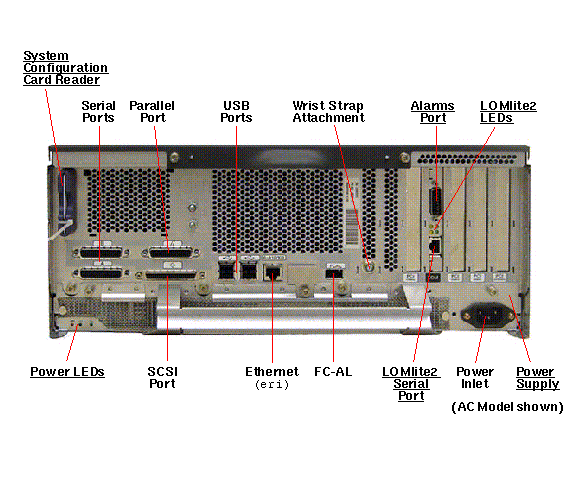 System
Configuration
Card Reader
Serial Ports
Parallel Port
USB Ports
Wrist Strap Attachment
Alarms Port
LOMlite2 LEDs
Power LEDs
SCSI Port
Ethernet (eri)
FC-AL
LOMlite2 Serial Port
Power Inlet
Power Supply
(AC Model shown)